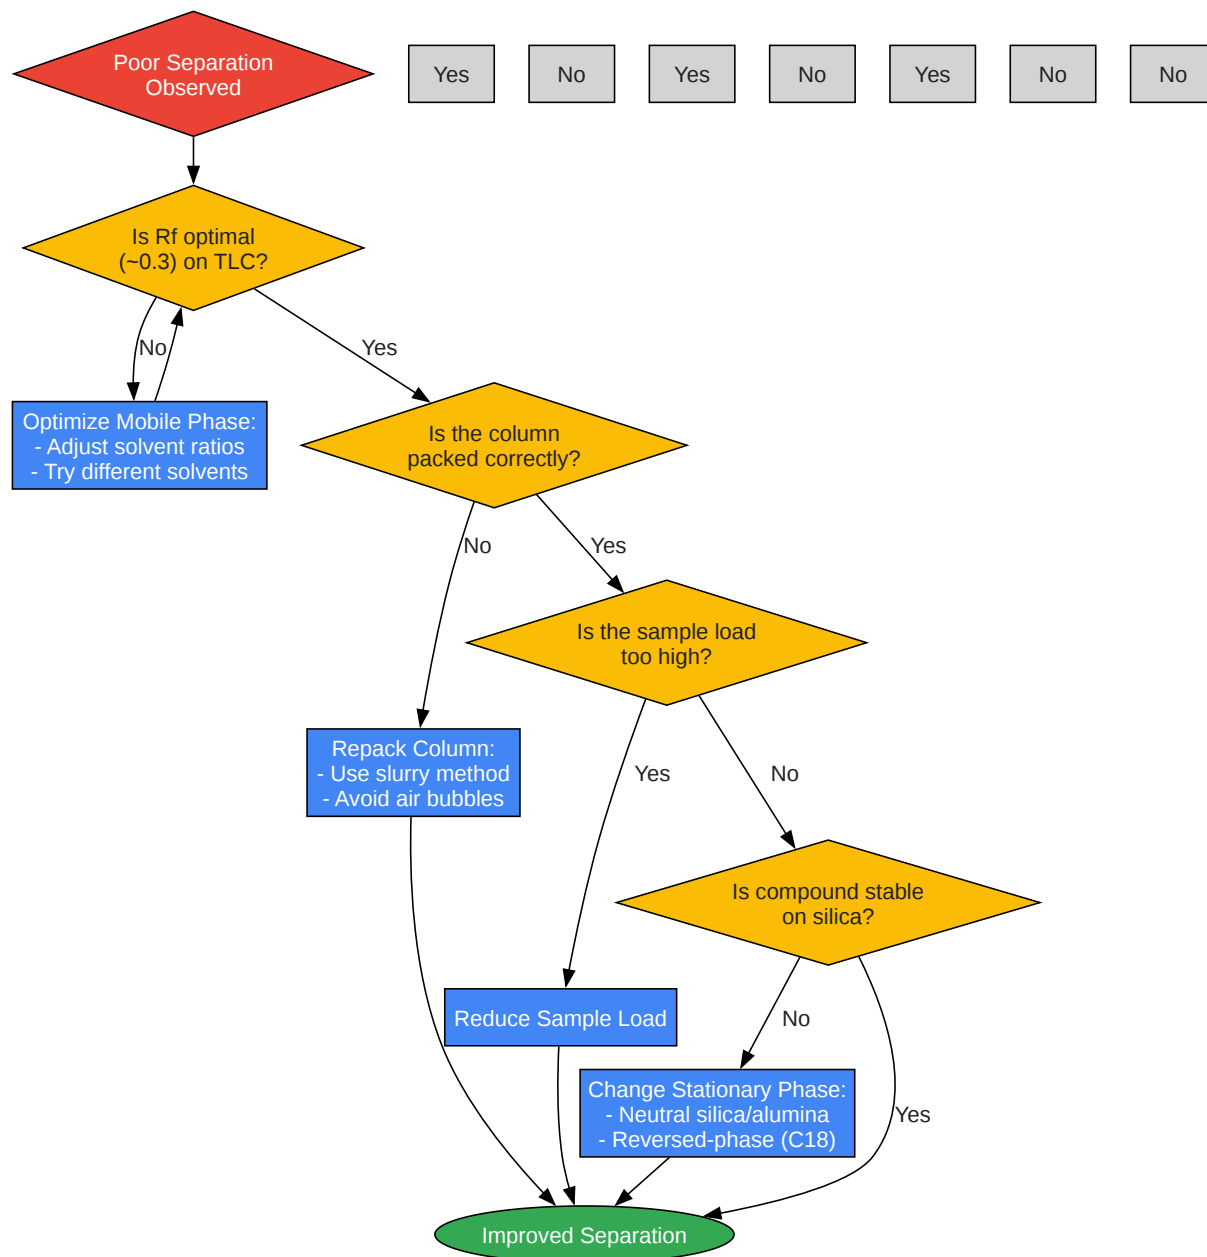 Poor Separation
Observed
Yes
No
Yes
No
Yes
No
No
Is Rf optimal
(~0.3) on TLC?
No
Yes
Optimize Mobile Phase:
- Adjust solvent ratios
- Try different solvents
Is the column
packed correctly?
No
Yes
Is the sample load
too high?
Repack Column:
- Use slurry method
- Avoid air bubbles
Yes
No
Is compound stable
on silica?
Reduce Sample Load
No
Change Stationary Phase:
- Neutral silica/alumina
- Reversed-phase (C18)
Yes
Improved Separation